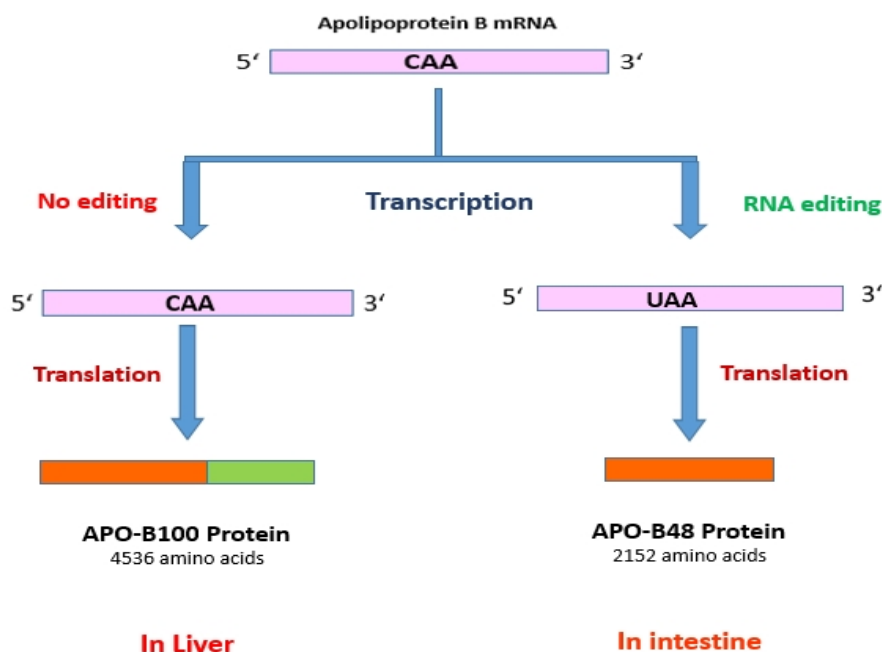 Apolipoprotein B mRNA
5‘ CAA 3‘
No editing Transcription RNA editing
5‘ CAA 3‘ 5‘ UAA 3‘
Translation Translation
APO-B100 Protein APO-B48 Protein
4536 amino acids 2152 amino acids
In Liver In intestine